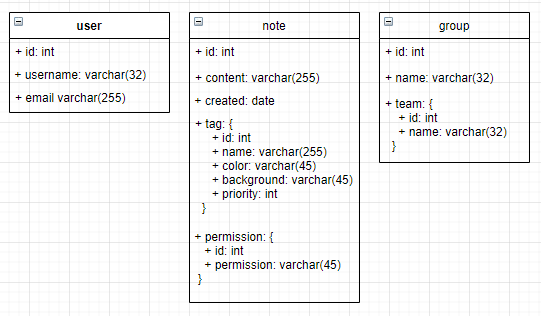 user
+ id: int
+ username: varchar(32)
+ email varchar(255)
note
+ id: int
+ content: varchar(255)
+ created: date
+ tag: {
+ id: int
+ name: varchar(255)
+ color: varchar(45)
+ background: varchar(45)
+ priority: int
}
+ permission: {
+ id: int
+ permission: varchar(45)
}
group
+ id: int
+ name: varchar(32)
+ team: {
+ id: int
+ name: varchar(32)
}